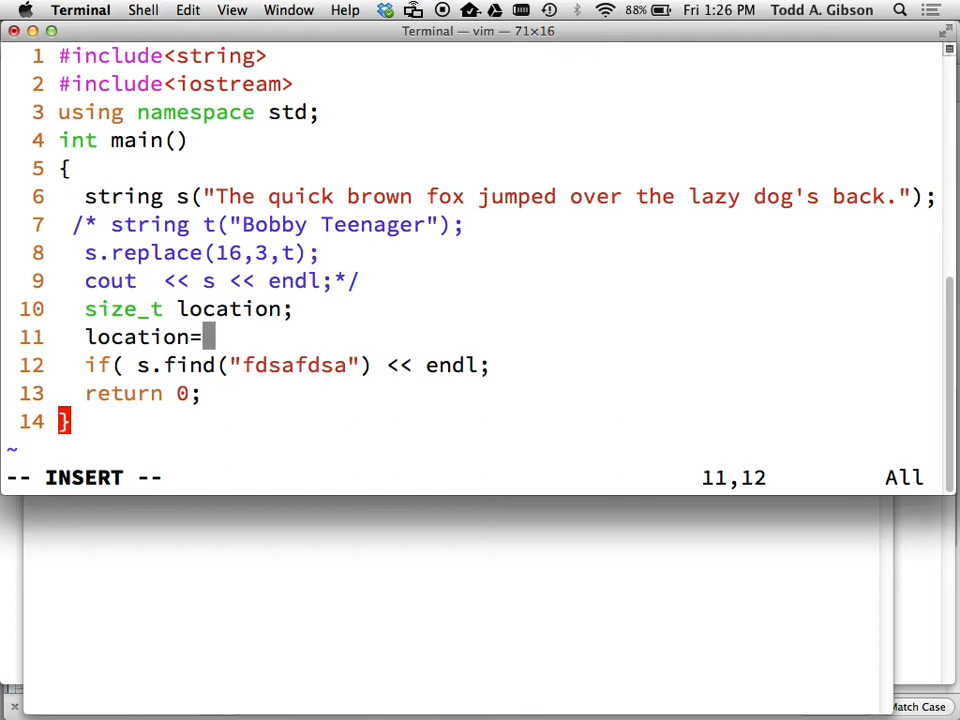 Terminal Shell Edit View Window Help 88% Fri 1:26 PM Todd A. Gibson
Terminal — vim — 71×16
1 #include<string>
2 #include<iostream>
3 using namespace std;
4 int main()
5 {
6 string s("The quick brown fox jumped over the lazy dog's back.");
7 /* string t("Bobby Teenager");
8 s.replace(16,3,t);
9 cout  << s << endl;*/
10 size_t location;
11 location=
12 if( s.find("fdsafdsa") << endl;
13 return 0;
14 }
~
-- INSERT -- 11,12 All
Match Case